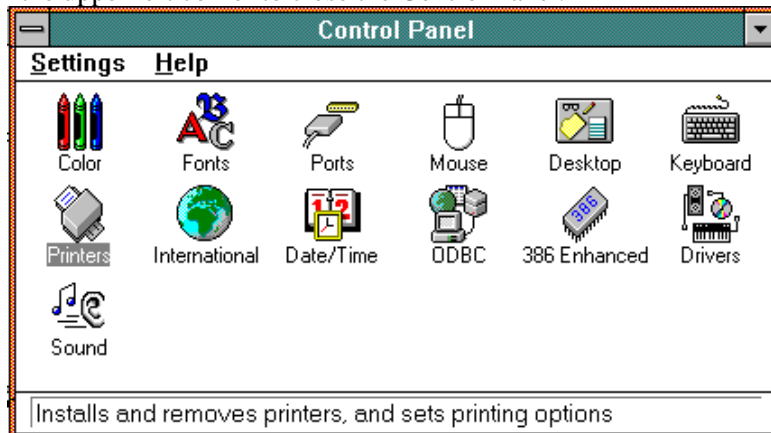 Control Panel
Settings Help
Color Fonts Ports Mouse Desktop Keyboard
Printers International Date/Time ODBC 386 Enhanced Drivers
Sound
Installs and removes printers, and sets printing options